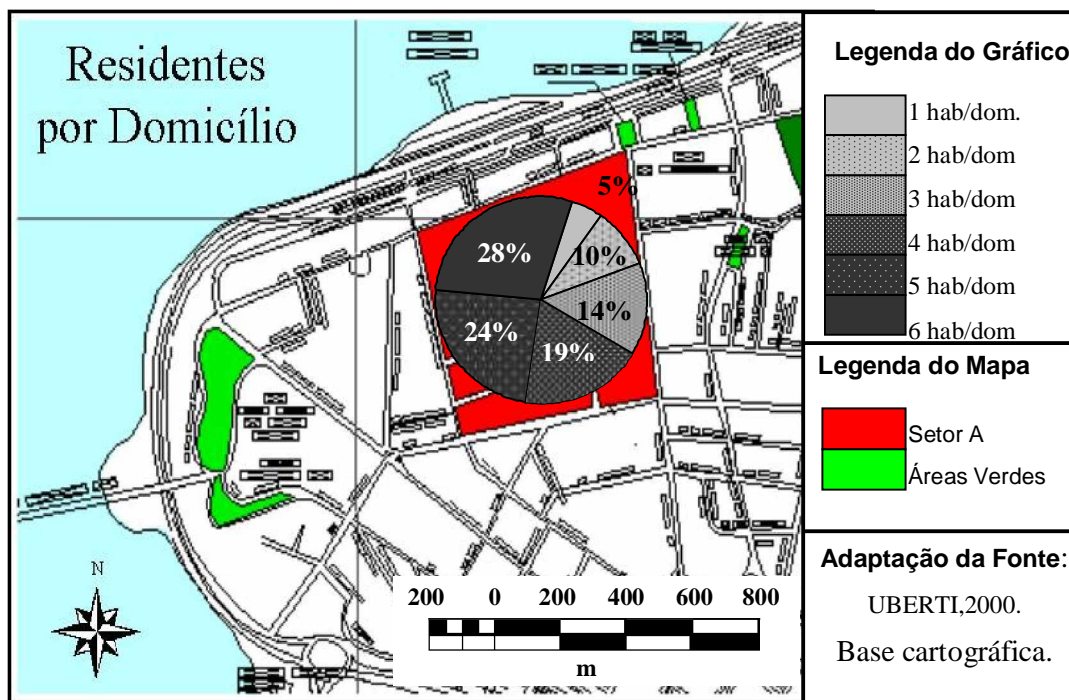 Residentes
por Domicílio
5%
28%
10%
14%
24%
19%
N
200 0 200 400 600 800
m
Legenda do Gráfico
1 hab/dom.
2 hab/dom
3 hab/dom
4 hab/dom
5 hab/dom
6 hab/dom
Legenda do Mapa
Setor A
Áreas Verdes
Adaptação da Fonte:
UBERTI,2000.
Base cartográfica.